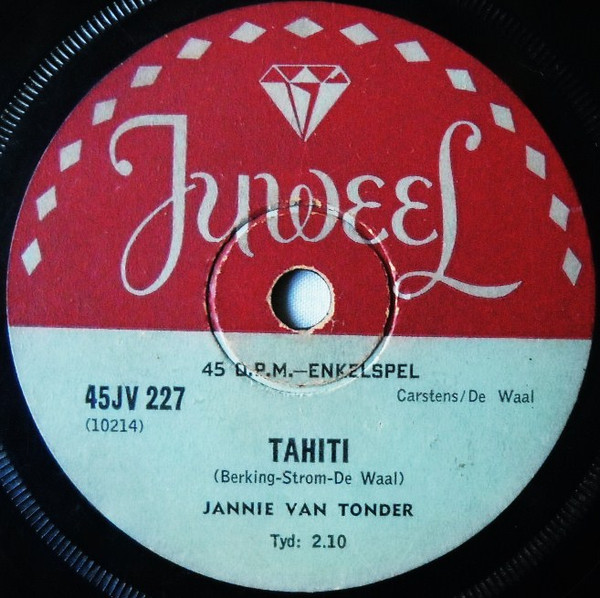 Juweel
45 O.P.M.—ENKELSPEL
45JV 227
Carstens/De Waal
(10214)
TAHITI
(Berking-Strom-De Waal)
JANNIE VAN TONDER
Tyd: 2.10